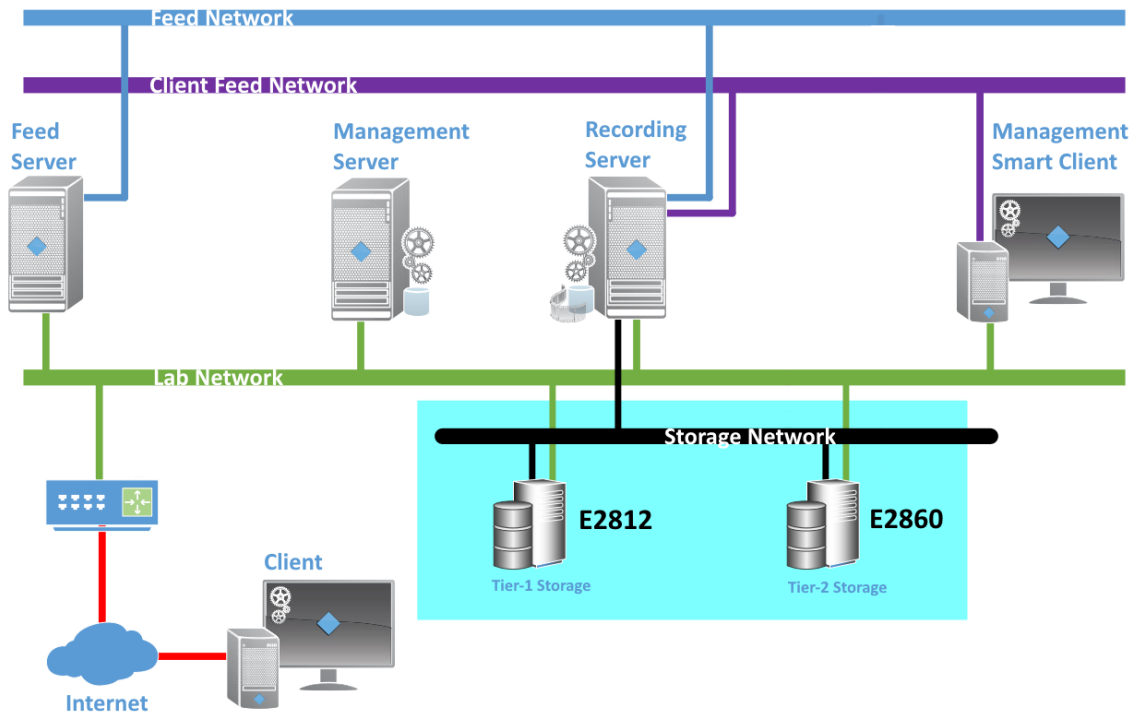 Feed Network
Client Feed Network
Feed
Server
Management
Server
Recording
Server
Management
Smart Client
Lab Network
Storage Network
E2812
E2860
Tier-1 Storage
Tier-2 Storage
Client
Internet